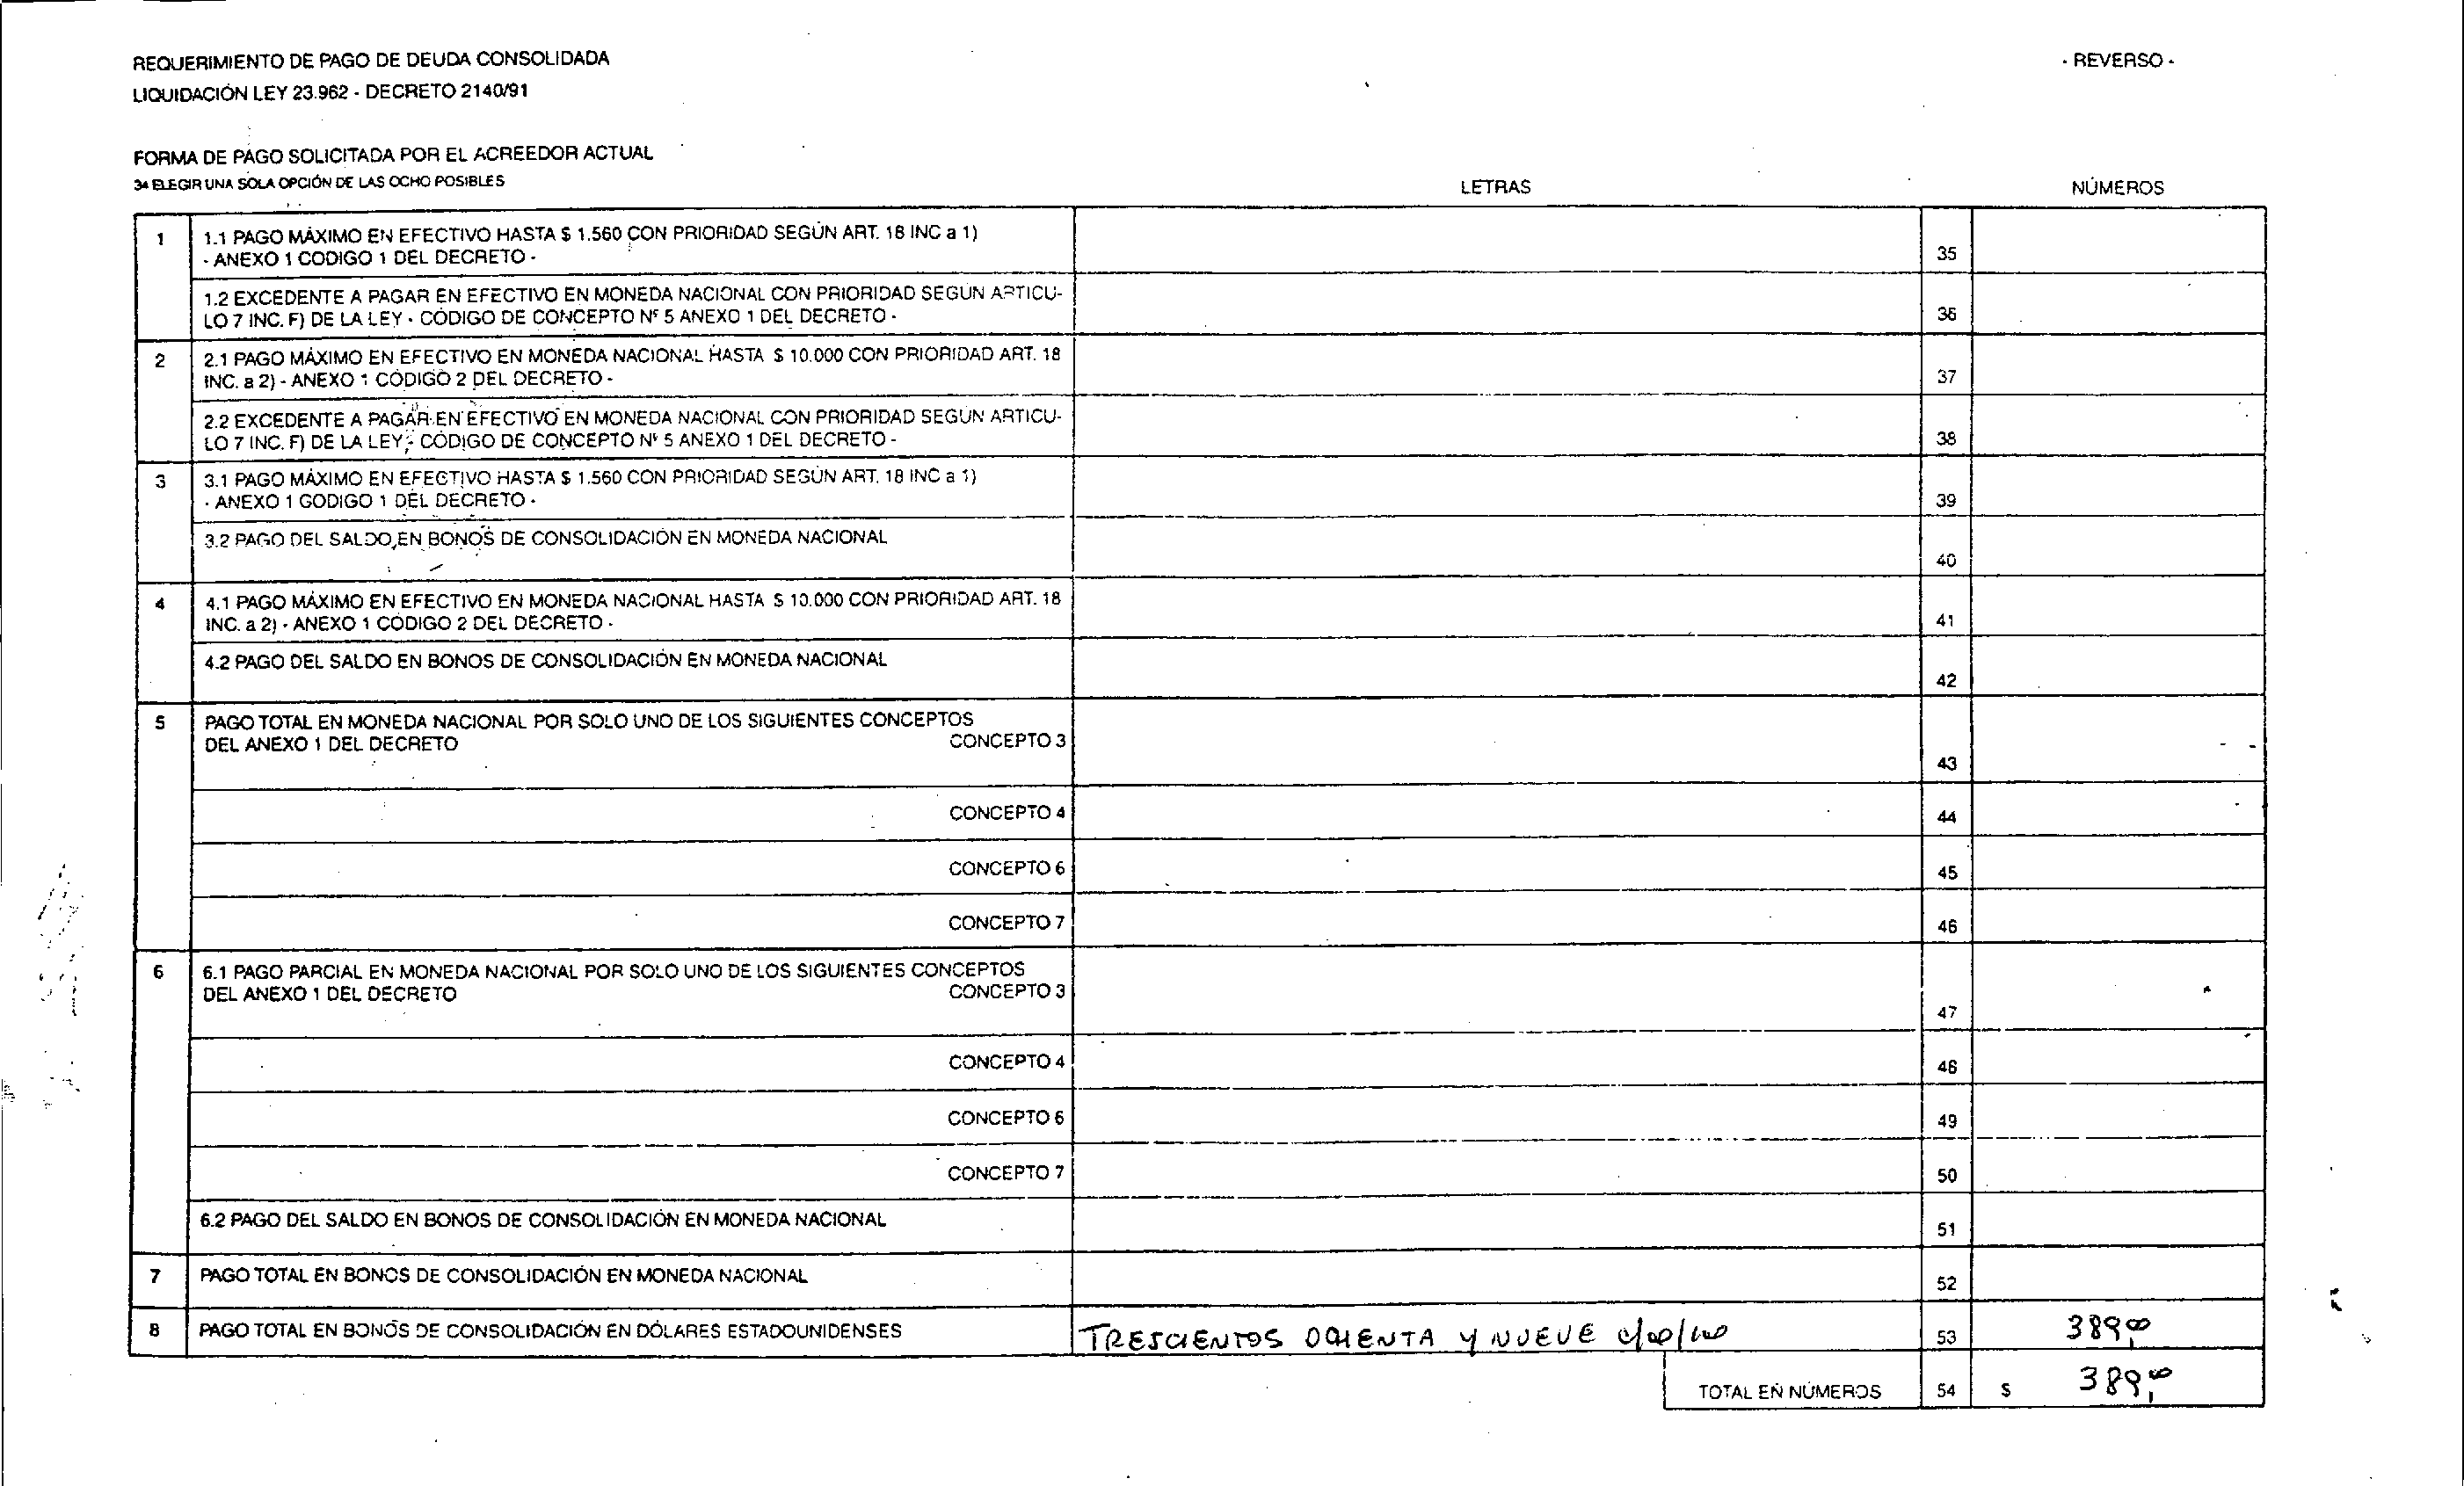 REQUERIMIENTO DE PAGO DE DEUDA CONSOLIDADA
- REVERSO -
LIQUIDACIÓN LEY 23.962 - DECRETO 2140/91
FORMA DE PAGO SOLICITADA POR EL ACREEDOR ACTUAL
34 ELEGIR UNA SOLA OPCIÓN DE LAS OCHO POSIBLES
LETRAS
NÚMEROS
1
1.1 PAGO MÁXIMO EN EFECTIVO HASTA $ 1.560 CON PRIORIDAD SEGÚN ART. 18 INC a 1)
- ANEXO 1 CODIGO 1 DEL DECRETO -
35
1.2 EXCEDENTE A PAGAR EN EFECTIVO EN MONEDA NACIONAL CON PRIORIDAD SEGÚN ARTICU-
LO 7 INC. F) DE LA LEY - CÓDIGO DE CONCEPTO Nº 5 ANEXO 1 DEL DECRETO -
36
2
2.1 PAGO MÁXIMO EN EFECTIVO EN MONEDA NACIONAL HASTA $ 10.000 CON PRIORIDAD ART. 18
INC. a 2) - ANEXO 1 CÓDIGO 2 DEL DECRETO -
37
2.2 EXCEDENTE A PAGAR EN EFECTIVO EN MONEDA NACIONAL CON PRIORIDAD SEGÚN ARTICU-
LO 7 INC. F) DE LA LEY - CÓDIGO DE CONCEPTO Nº 5 ANEXO 1 DEL DECRETO -
38
3
3.1 PAGO MÁXIMO EN EFECTIVO HASTA $ 1.560 CON PRIORIDAD SEGÚN ART. 18 INC a 1)
- ANEXO 1 GODIGO 1 DEL DECRETO -
39
3.2 PAGO DEL SALDO EN BONOS DE CONSOLIDACIÓN EN MONEDA NACIONAL
40
4
4.1 PAGO MÁXIMO EN EFECTIVO EN MONEDA NACIONAL HASTA $ 10.000 CON PRIORIDAD ART. 18
INC. a 2) - ANEXO 1 CÓDIGO 2 DEL DECRETO -
41
4.2 PAGO DEL SALDO EN BONOS DE CONSOLIDACIÓN EN MONEDA NACIONAL
42
5
PAGO TOTAL EN MONEDA NACIONAL POR SOLO UNO DE LOS SIGUIENTES CONCEPTOS
DEL ANEXO 1 DEL DECRETO CONCEPTO 3
43
CONCEPTO 4
44
CONCEPTO 6
45
CONCEPTO 7
46
6
6.1 PAGO PARCIAL EN MONEDA NACIONAL POR SOLO UNO DE LOS SIGUIENTES CONCEPTOS
DEL ANEXO 1 DEL DECRETO CONCEPTO 3
47
CONCEPTO 4
48
CONCEPTO 6
49
CONCEPTO 7
50
6.2 PAGO DEL SALDO EN BONOS DE CONSOLIDACIÓN EN MONEDA NACIONAL
51
7
PAGO TOTAL EN BONOS DE CONSOLIDACIÓN EN MONEDA NACIONAL
52
8
PAGO TOTAL EN BONOS DE CONSOLIDACIÓN EN DÓLARES ESTADOUNIDENSES
TRESCIENTOS OCHENTA Y NUEVE C/00/100
53
389,00
TOTAL EN NÚMEROS
54
$ 389,00